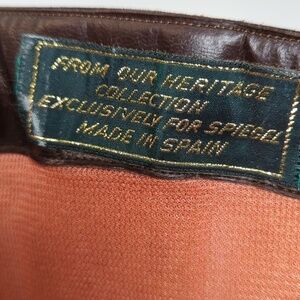 FROM OUR HERITAGE
COLLECTION
EXCLUSIVELY FOR SPIEGEL
MADE IN SPAIN